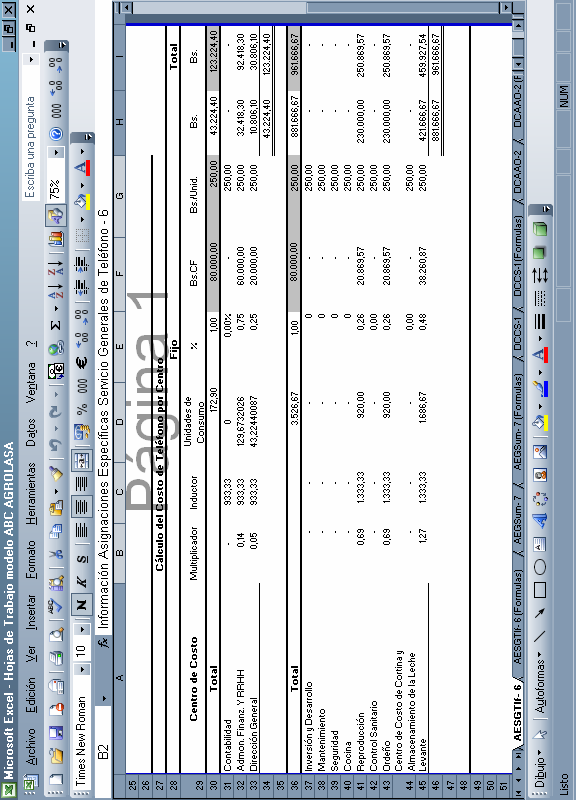 Microsoft Excel - Hojas de Trabajo modelo ABC AGROLASA
Archivo Edición Ver Insertar Formato Herramientas Datos Ventana ? Escriba una pregunta
75%
Times New Roman 10 N K S % 000 €
B2 fx Información Asignaciones Específicas Servicio Generales de Teléfono - 6
A B C D E F G H I
25
26
27 Cálculo del Costo de Teléfono por Centro
28 Fijo Total
29 Centro de Costo Multiplicador Inductor Unidades de Consumo % Bs.CF Bs./Unid. Bs. Bs.
30 Total 172,90 1,00 80.000,00 250,00 43.224,40 123.224,40
31 Contabilidad - 933,33 0 0,00% - 250,00 - -
32 Admon, Finanz. Y RRHH 0,14 933,33 129,6732026 0,75 60.000,00 250,00 32.418,30 92.418,30
33 Dirección General 0,05 933,33 43,22440087 0,25 20.000,00 250,00 10.806,10 30.806,10
34 43.224,40 123.224,40
35
36 Total 3.526,67 1,00 80.000,00 250,00 881.666,67 961.666,67
37 Inversión y Desarrollo - - - 0 - 250,00 - -
38 Mantenimiento - - - 0 - 250,00 - -
39 Seguridad - - - 0 - 250,00 - -
40 Cocina - - - 0 - 250,00 - -
41 Reproducción 0,69 1.333,33 920,00 0,26 20.869,57 250,00 230.000,00 250.869,57
42 Control Sanitario - - - 0,00 - 250,00 - -
43 Ordeño 0,69 1.333,33 920,00 0,26 20.869,57 250,00 230.000,00 250.869,57
Centro de Costo de Cortina y
44 Almacenamiento de la Leche - - - 0,00 - 250,00 - -
45 Levante 1,27 1.333,33 1.686,67 0,48 38.260,87 250,00 421.666,67 459.927,54
46 881.666,67 961.666,67
47
48
49
50
51
Página 1
AESGTlf- 6 AESGTlf- 6 (Formulas) AEGSum- 7 AEGSum- 7 (Formulas) DCCS-1 DCCS-1 (Formulas) DCAAO-2 DCAAO-2 (F
Dibujo Autoformas
Listo NUM